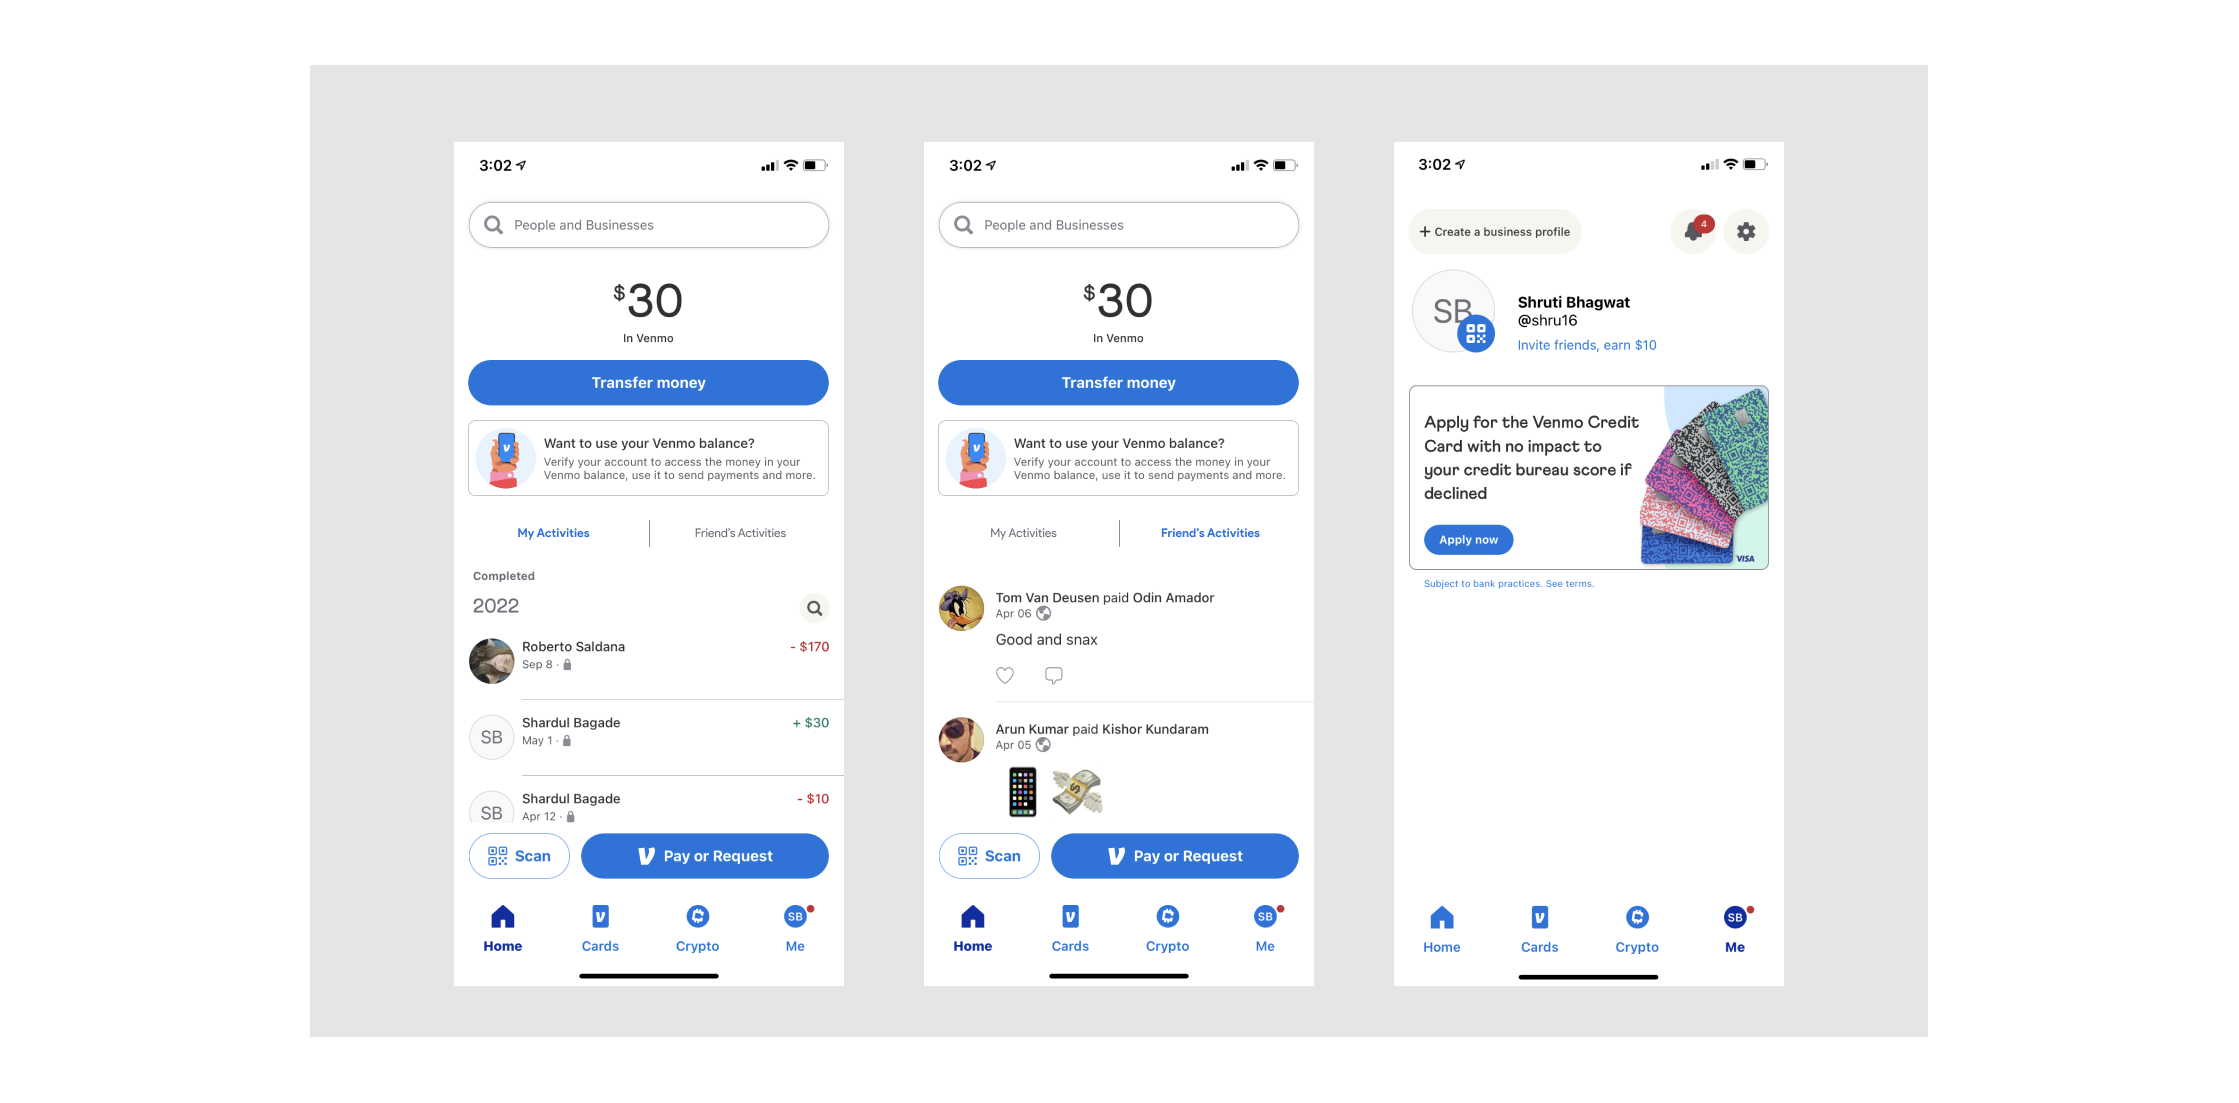 3:02
People and Businesses
$30
In Venmo
Transfer money
Want to use your Venmo balance?
Verify your account to access the money in your
Venmo balance, use it to send payments and more.
My Activities
Friend's Activities
Completed
2022
Roberto Saldana
- $170
Sep 8 ·
SB
Shardul Bagade
+ $30
May 1 ·
SB
Shardul Bagade
- $10
Apr 12 ·
Scan
Pay or Request
SB
Home
Cards
Crypto
Me
3:02
People and Businesses
$30
In Venmo
Transfer money
Want to use your Venmo balance?
Verify your account to access the money in your
Venmo balance, use it to send payments and more.
My Activities
Friend's Activities
Tom Van Deusen paid Odin Amador
Apr 06
Good and snax
Arun Kumar paid Kishor Kundaram
Apr 05
Scan
Pay or Request
SB
Home
Cards
Crypto
Me
3:02
+ Create a business profile
4
SB
Shruti Bhagwat
@shru16
Invite friends, earn $10
Apply for the Venmo Credit
Card with no impact to
your credit bureau score if
declined
Apply now
VISA
Subject to bank practices. See terms.
SB
Home
Cards
Crypto
Me